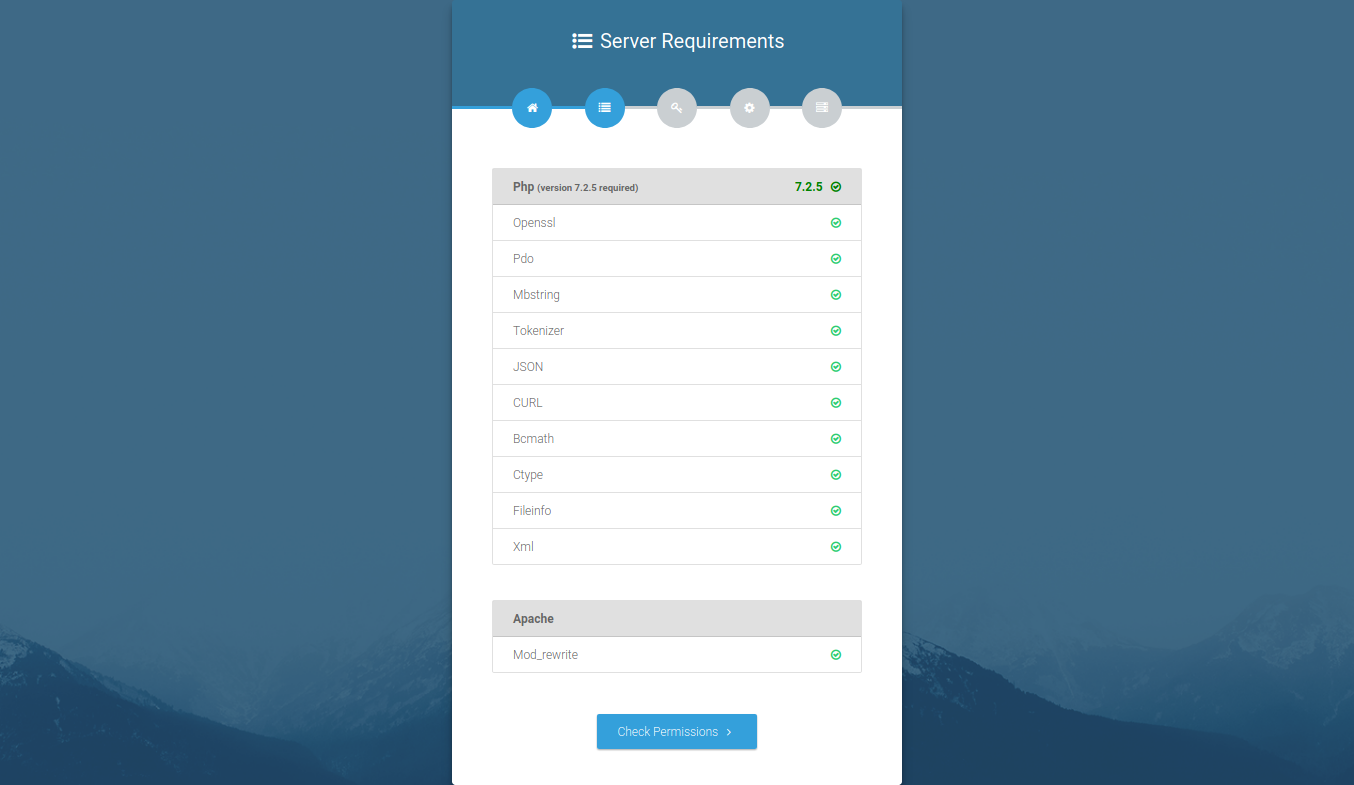 Server Requirements
Php (version 7.2.5 required) 7.2.5
Openssl
Pdo
Mbstring
Tokenizer
JSON
CURL
Bcmath
Ctype
Fileinfo
Xml
Apache
Mod_rewrite
Check Permissions